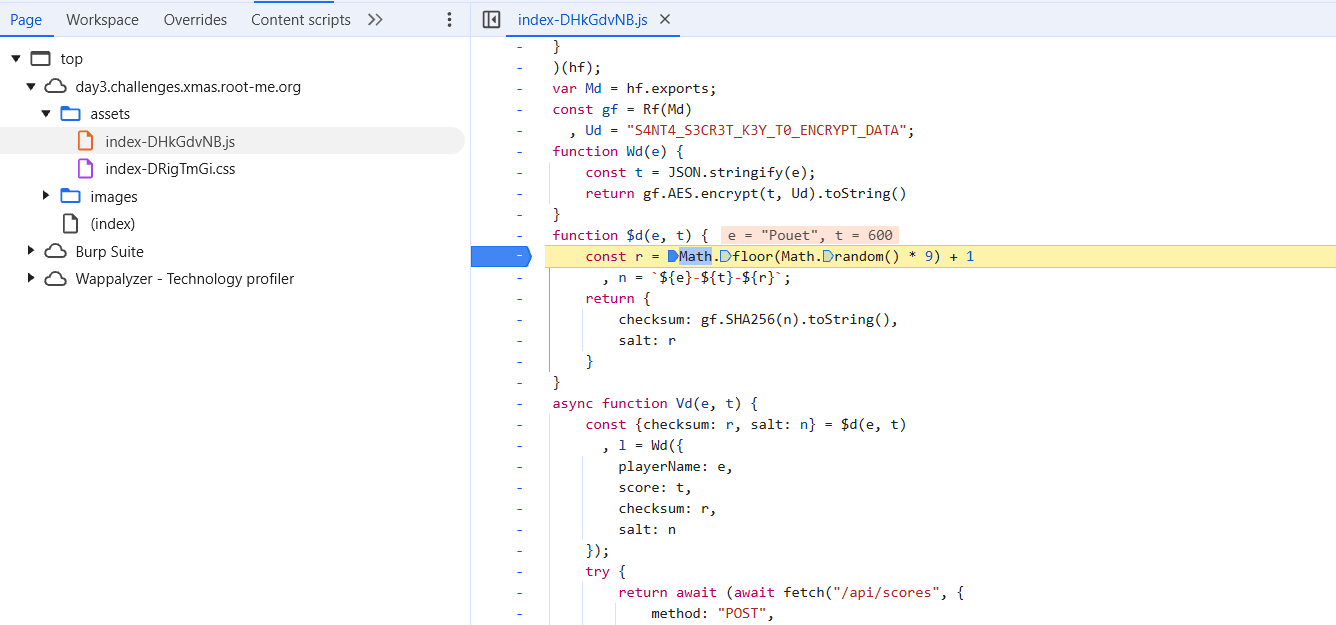 Page Workspace Overrides Content scripts
index-DHkGdvNB.js
top
day3.challenges.xmas.root-me.org
assets
index-DHkGdvNB.js
index-DRigTmGi.css
images
(index)
Burp Suite
Wappalyzer - Technology profiler
- }
- )(hf);
- var Md = hf.exports;
- const gf = Rf(Md)
- , Ud = "S4NT4_S3CR3T_K3Y_T0_ENCRYPT_DATA";
- function Wd(e) {
- const t = JSON.stringify(e);
- return gf.AES.encrypt(t, Ud).toString()
- }
- function $d(e, t) { e = "Pouet", t = 600
- const r = Math.floor(Math.random() * 9) + 1
- , n = `${e}-${t}-${r}`;
- return {
- checksum: gf.SHA256(n).toString(),
- salt: r
- }
- }
- async function Vd(e, t) {
- const {checksum: r, salt: n} = $d(e, t)
- , l = Wd({
- playerName: e,
- score: t,
- checksum: r,
- salt: n
- });
- try {
- return await (await fetch("/api/scores", {
- method: "POST",